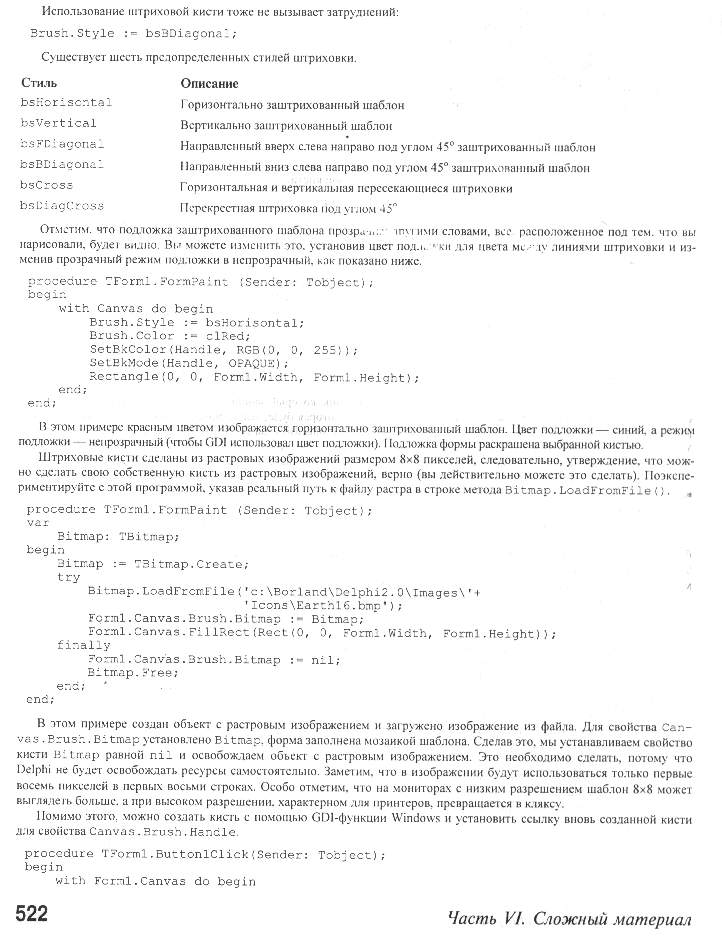 Использование штриховой кисти тоже не вызывает затруднений:
Brush.Style := bsBDiagonal;
Существует шесть предопределенных стилей штриховки.
Стиль Описание
bsHorisontal Горизонтально заштрихованный шаблон
bsVertical Вертикально заштрихованный шаблон
bsFDiagonal Направленный вверх слева направо под углом 45° заштрихованный шаблон
bsBDiagonal Направленный вниз слева направо под углом 45° заштрихованный шаблон
bsCross Горизонтальная и вертикальная пересекающиеся штриховки
bsDiagCross Перекрестная штриховка под углом 45°
Отметим, что подложка заштрихованного шаблона другими словами, все, расположенное под тем, что вы
нарисовали, будет видно. Вы можете изменить это, установив цвет подложки для цвета между линиями штриховки и из-
менив прозрачный режим подложки в непрозрачный, как показано ниже.
procedure TForm1.FormPaint (Sender: Tobject);
begin
with Canvas do begin
Brush.Style := bsHorisontal;
Brush.Color := clRed;
SetBkColor(Handle, RGB(0, 0, 255));
SetBkMode(Handle, OPAQUE);
Rectangle(0, 0, Form1.Width, Form1.Height);
end;
end;
В этом примере красным цветом изображается горизонтально заштрихованный шаблон. Цвет подложки — синий, а режим
подложки — непрозрачный (чтобы GDI использовал цвет подложки). Подложка формы раскрашена выбранной кистью.
Штриховые кисти сделаны из растровых изображений размером 8×8 пикселей, следовательно, утверждение, что мож-
но сделать свою собственную кисть из растровых изображений, верно (вы действительно можете это сделать). Поэкспе-
риментируйте с этой программой, указав реальный путь к файлу растра в строке метода Bitmap.LoadFromFile().
procedure TForm1.FormPaint (Sender: Tobject);
var
Bitmap: TBitmap;
begin
Bitmap := TBitmap.Create;
try
Bitmap.LoadFromFile('c:\Borland\Delphi2.0\Images\'+
'Icons\Earth16.bmp');
Form1.Canvas.Brush.Bitmap := Bitmap;
Form1.Canvas.FillRect(Rect(0, 0, Form1.Width, Form1.Height));
finally
Form1.Canvas.Brush.Bitmap := nil;
Bitmap.Free;
end;
end;
В этом примере создан объект с растровым изображением и загружено изображение из файла. Для свойства Can-
vas.Brush.Bitmap установлено Bitmap, форма заполнена мозаикой шаблона. Сделав это, мы устанавливаем свойство
кисти Bitmap равной nil и освобождаем объект с растровым изображением. Это необходимо сделать, потому что
Delphi не будет освобождать ресурсы самостоятельно. Заметим, что в изображении будут использоваться только первые
восемь пикселей в первых восьми строках. Особо отметим, что на мониторах с низким разрешением шаблон 8×8 может
выглядеть больше, а при высоком разрешении, характерном для принтеров, превращается в кляксу.
Помимо этого, можно создать кисть с помощью GDI-функции Windows и установить ссылку вновь созданной кисти
для свойства Canvas.Brush.Handle.
procedure TForm1.Button1Click(Sender: Tobject);
begin
with Form1.Canvas do begin
522 Часть VI. Сложный материал